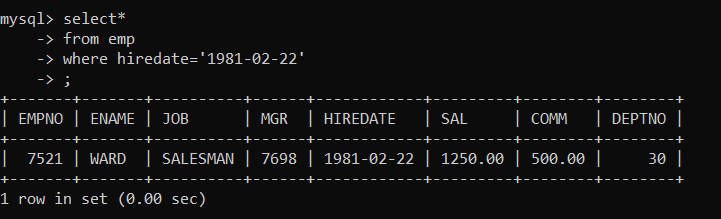 mysql> select*
    -> from emp
    -> where hiredate='1981-02-22'
    -> ;
+-------+-------+----------+------+------------+---------+--------+--------+
| EMPNO | ENAME | JOB      | MGR  | HIREDATE   | SAL     | COMM   | DEPTNO |
+-------+-------+----------+------+------------+---------+--------+--------+
|  7521 | WARD  | SALESMAN | 7698 | 1981-02-22 | 1250.00 | 500.00 |     30 |
+-------+-------+----------+------+------------+---------+--------+--------+
1 row in set (0.00 sec)